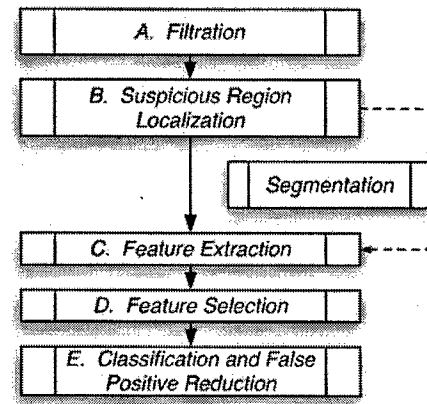 A. Filtration
B. Suspicious Region
Localization
Segmentation
C. Feature Extraction
D. Feature Selection
E. Classification and False
Positive Reduction